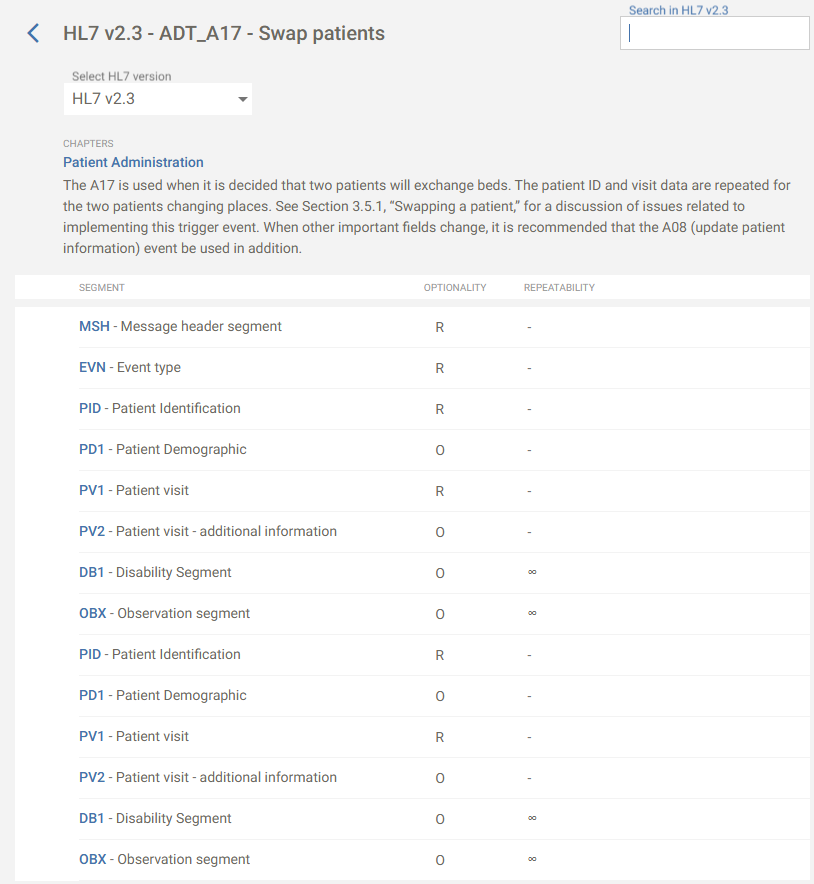 Search in HL7 v2.3
HL7 v2.3 - ADT_A17 - Swap patients
Select HL7 version
HL7 v2.3
CHAPTERS
Patient Administration
The A17 is used when it is decided that two patients will exchange beds. The patient ID and visit data are repeated for
the two patients changing places. See Section 3.5.1, “Swapping a patient,” for a discussion of issues related to
implementing this trigger event. When other important fields change, it is recommended that the A08 (update patient
information) event be used in addition.
SEGMENT OPTIONALITY REPEATABILITY
MSH - Message header segment R -
EVN - Event type R -
PID - Patient Identification R -
PD1 - Patient Demographic O -
PV1 - Patient visit R -
PV2 - Patient visit - additional information O -
DB1 - Disability Segment O ∞
OBX - Observation segment O ∞
PID - Patient Identification R -
PD1 - Patient Demographic O -
PV1 - Patient visit R -
PV2 - Patient visit - additional information O -
DB1 - Disability Segment O ∞
OBX - Observation segment O ∞